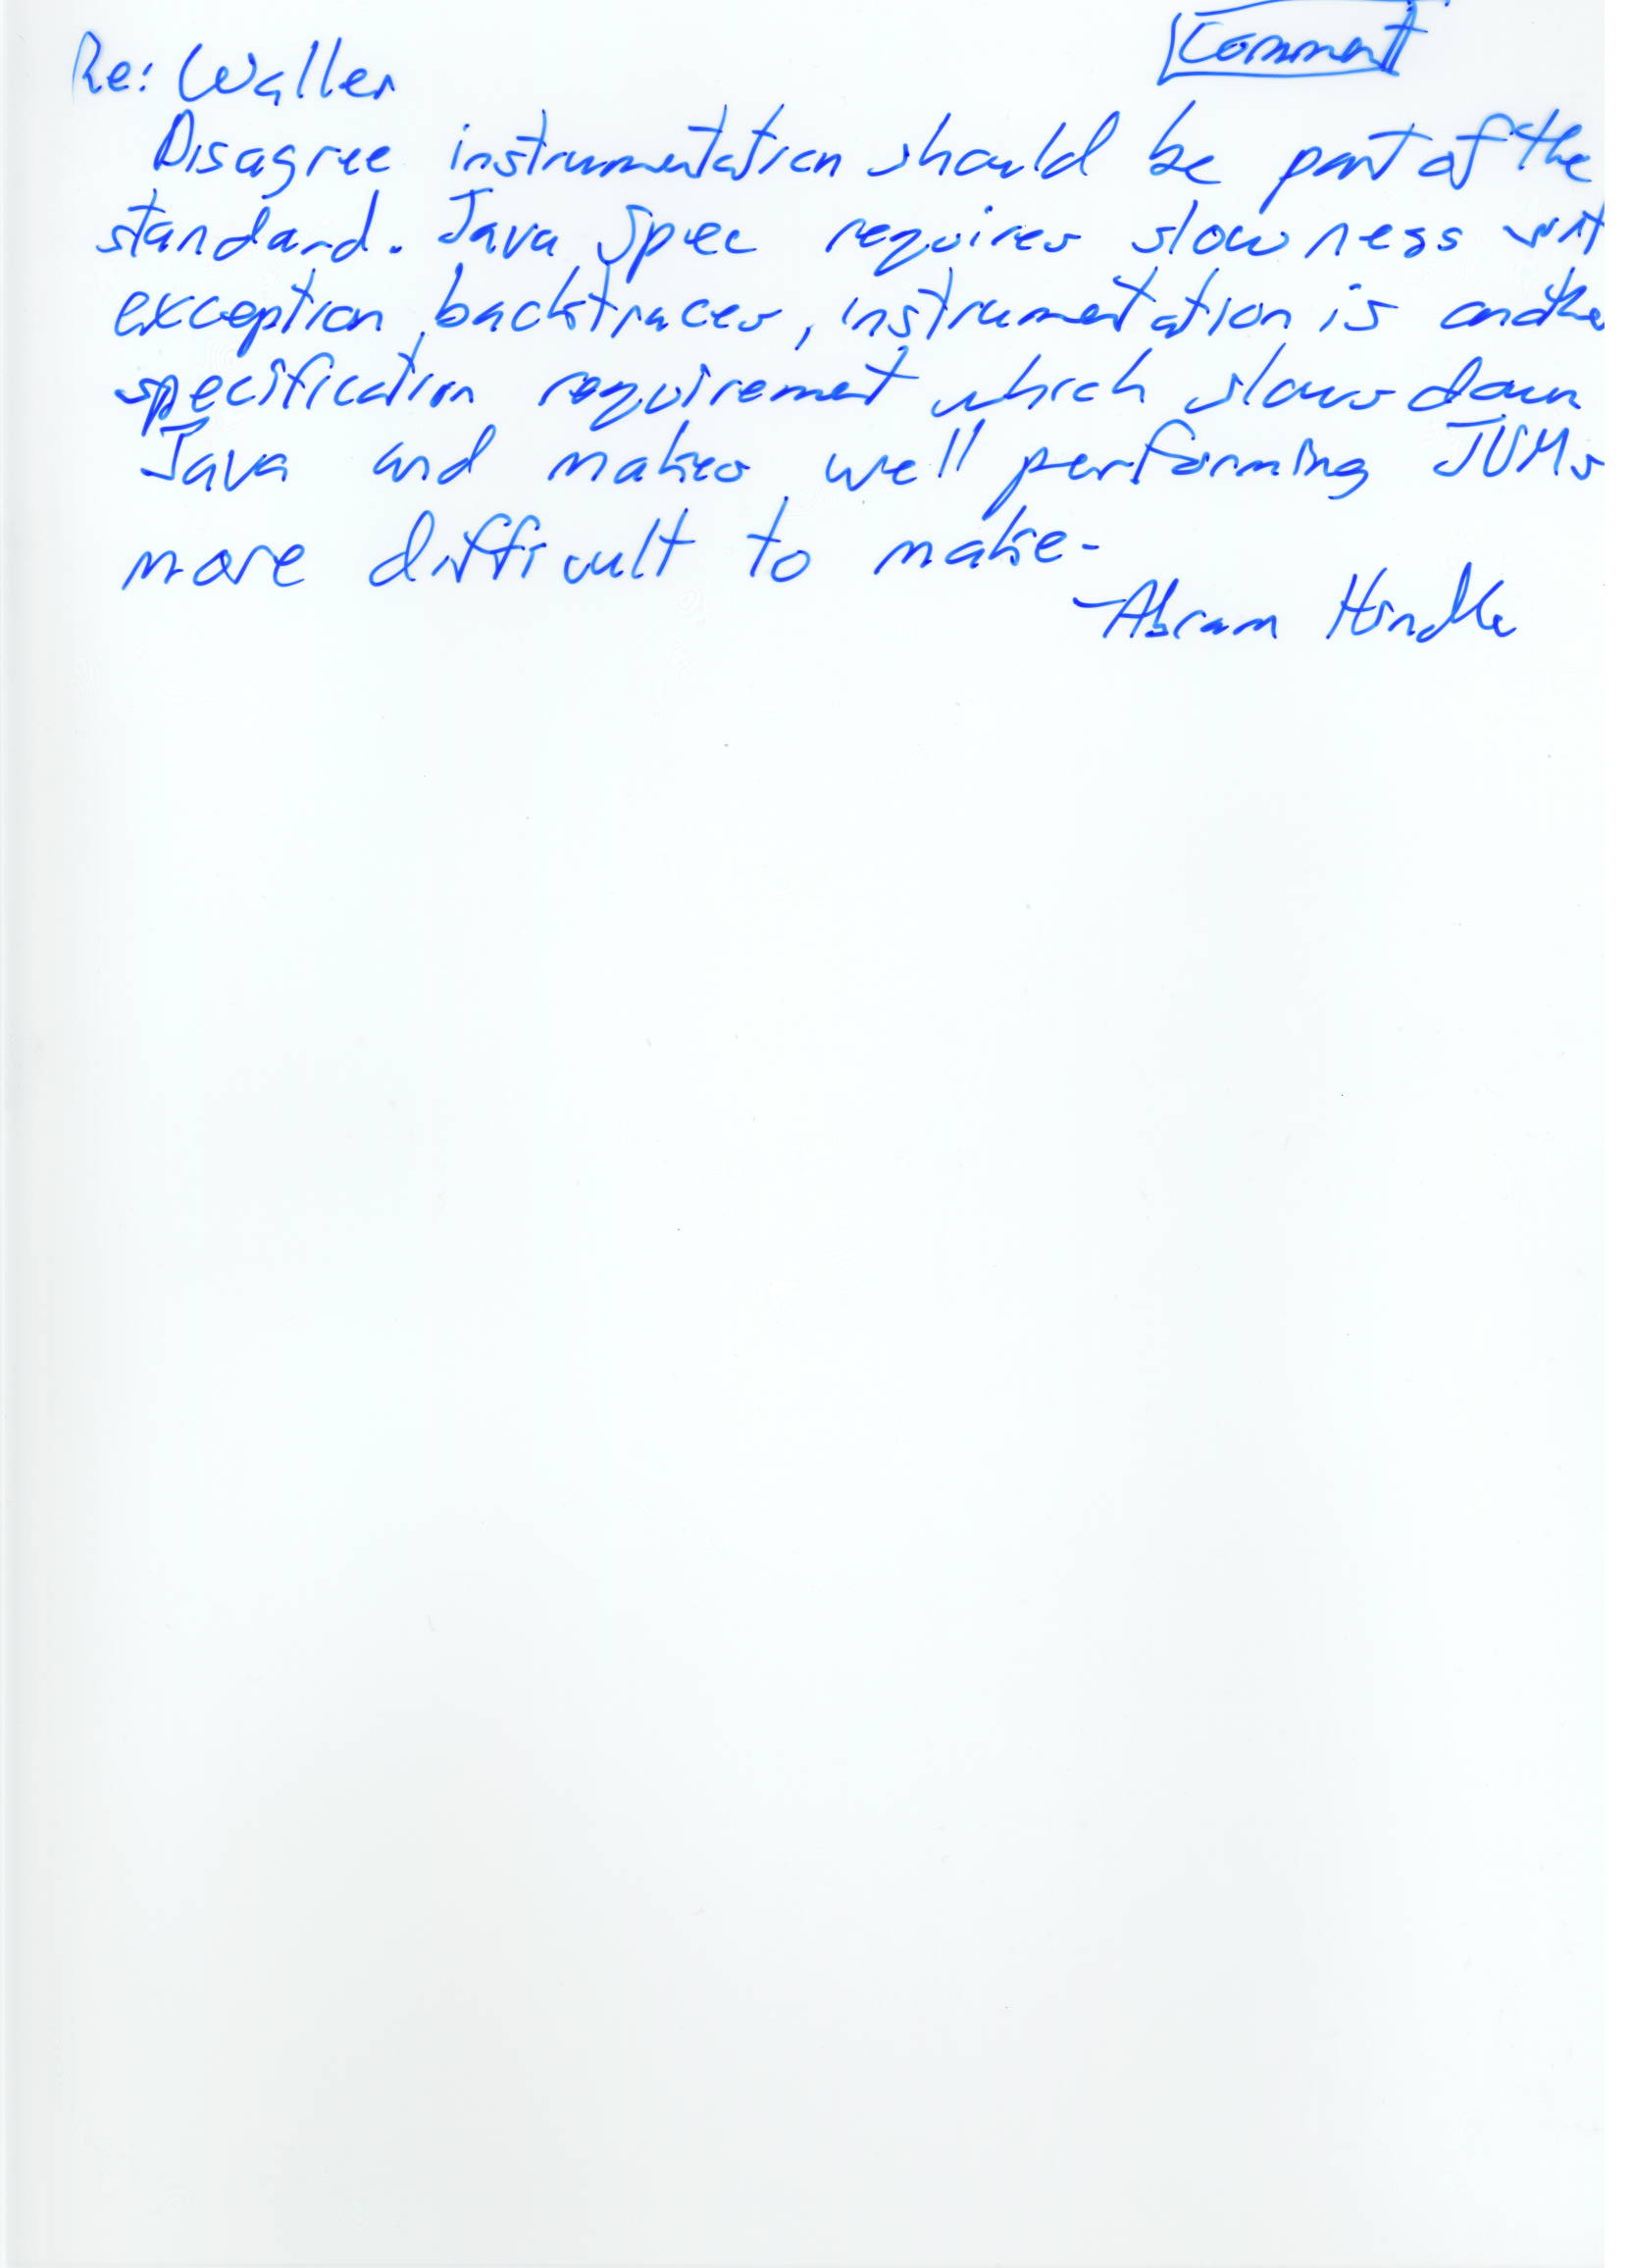 Comment
Re: Waller
Disagree instrumentation should be part of the
standard. Java Spec requires slowness wrt
exception backtraces, instrumentation is another
specification requirement which slows down
Java and makes well performing JVMs
more difficult to make.
-Abram Hindle